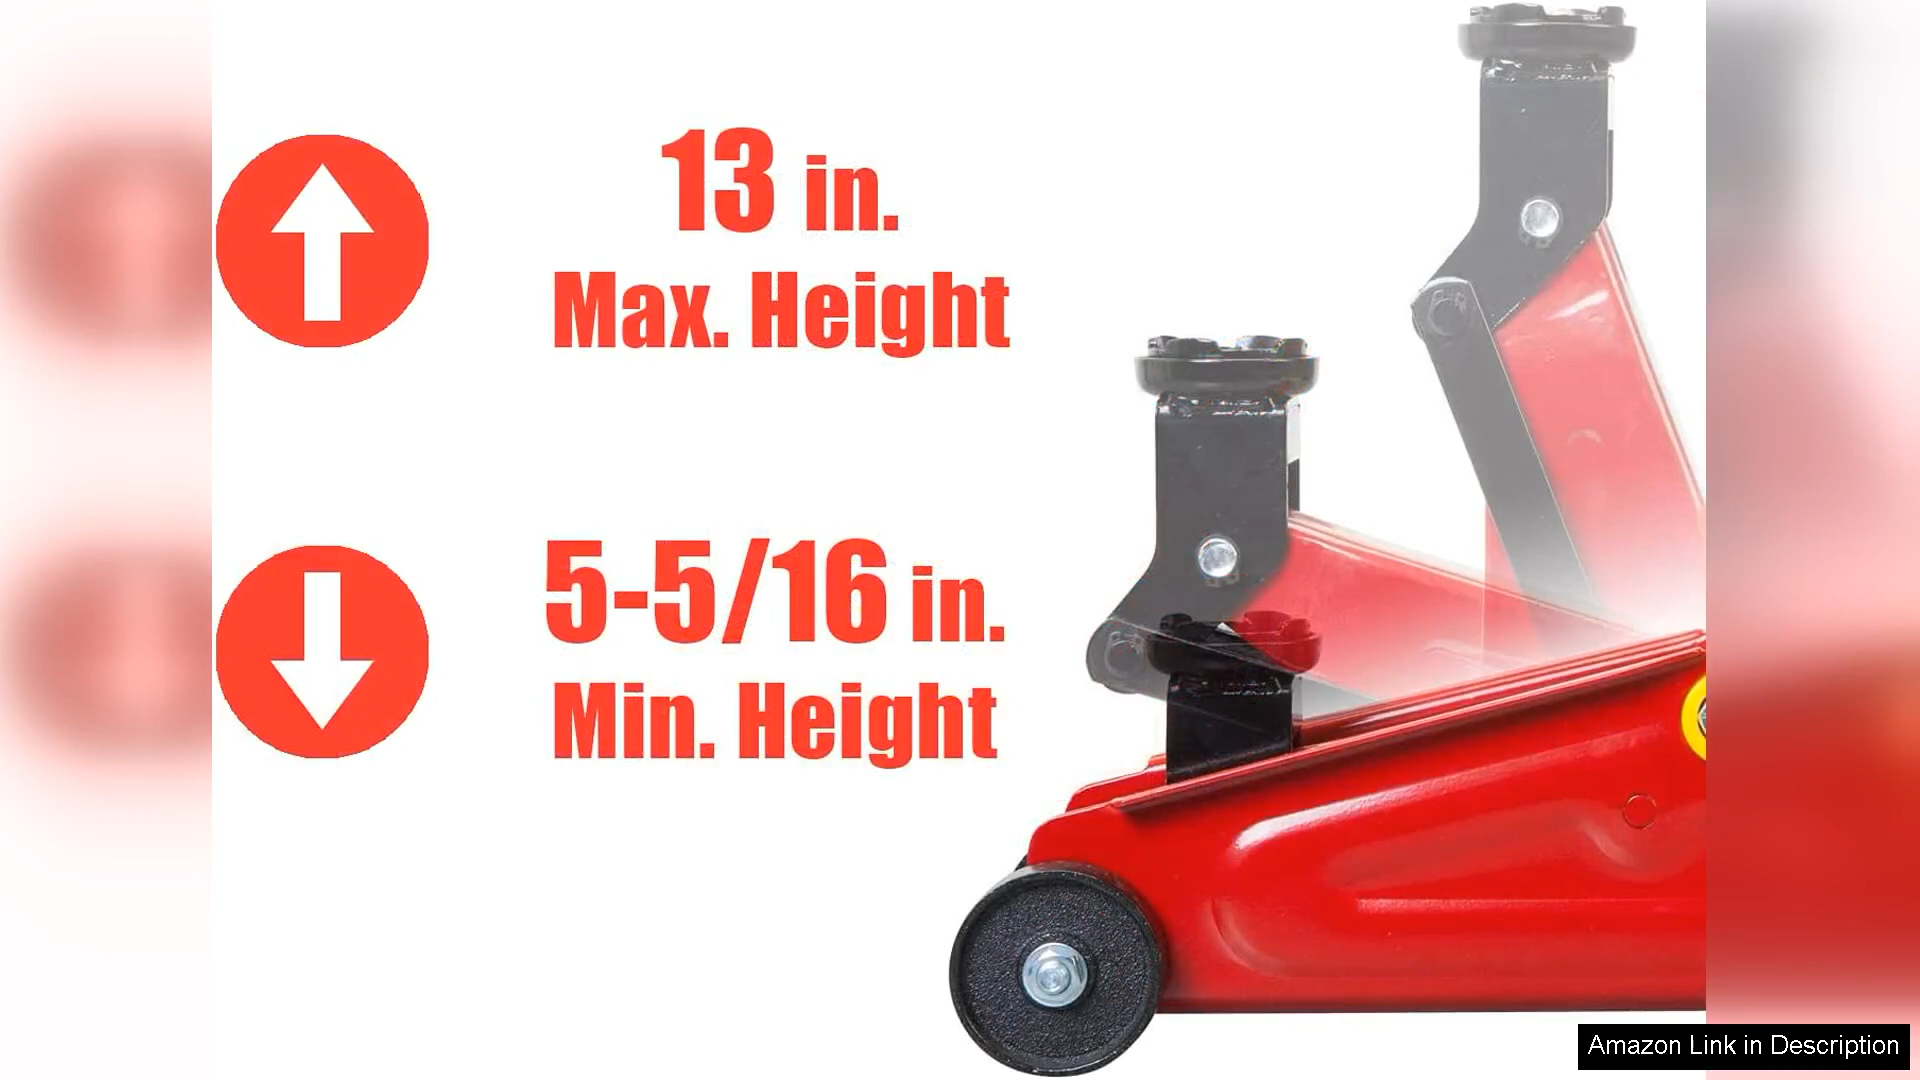 13 in.
Max. Height
5-5/16 in.
Min. Height
Amazon Link in Description